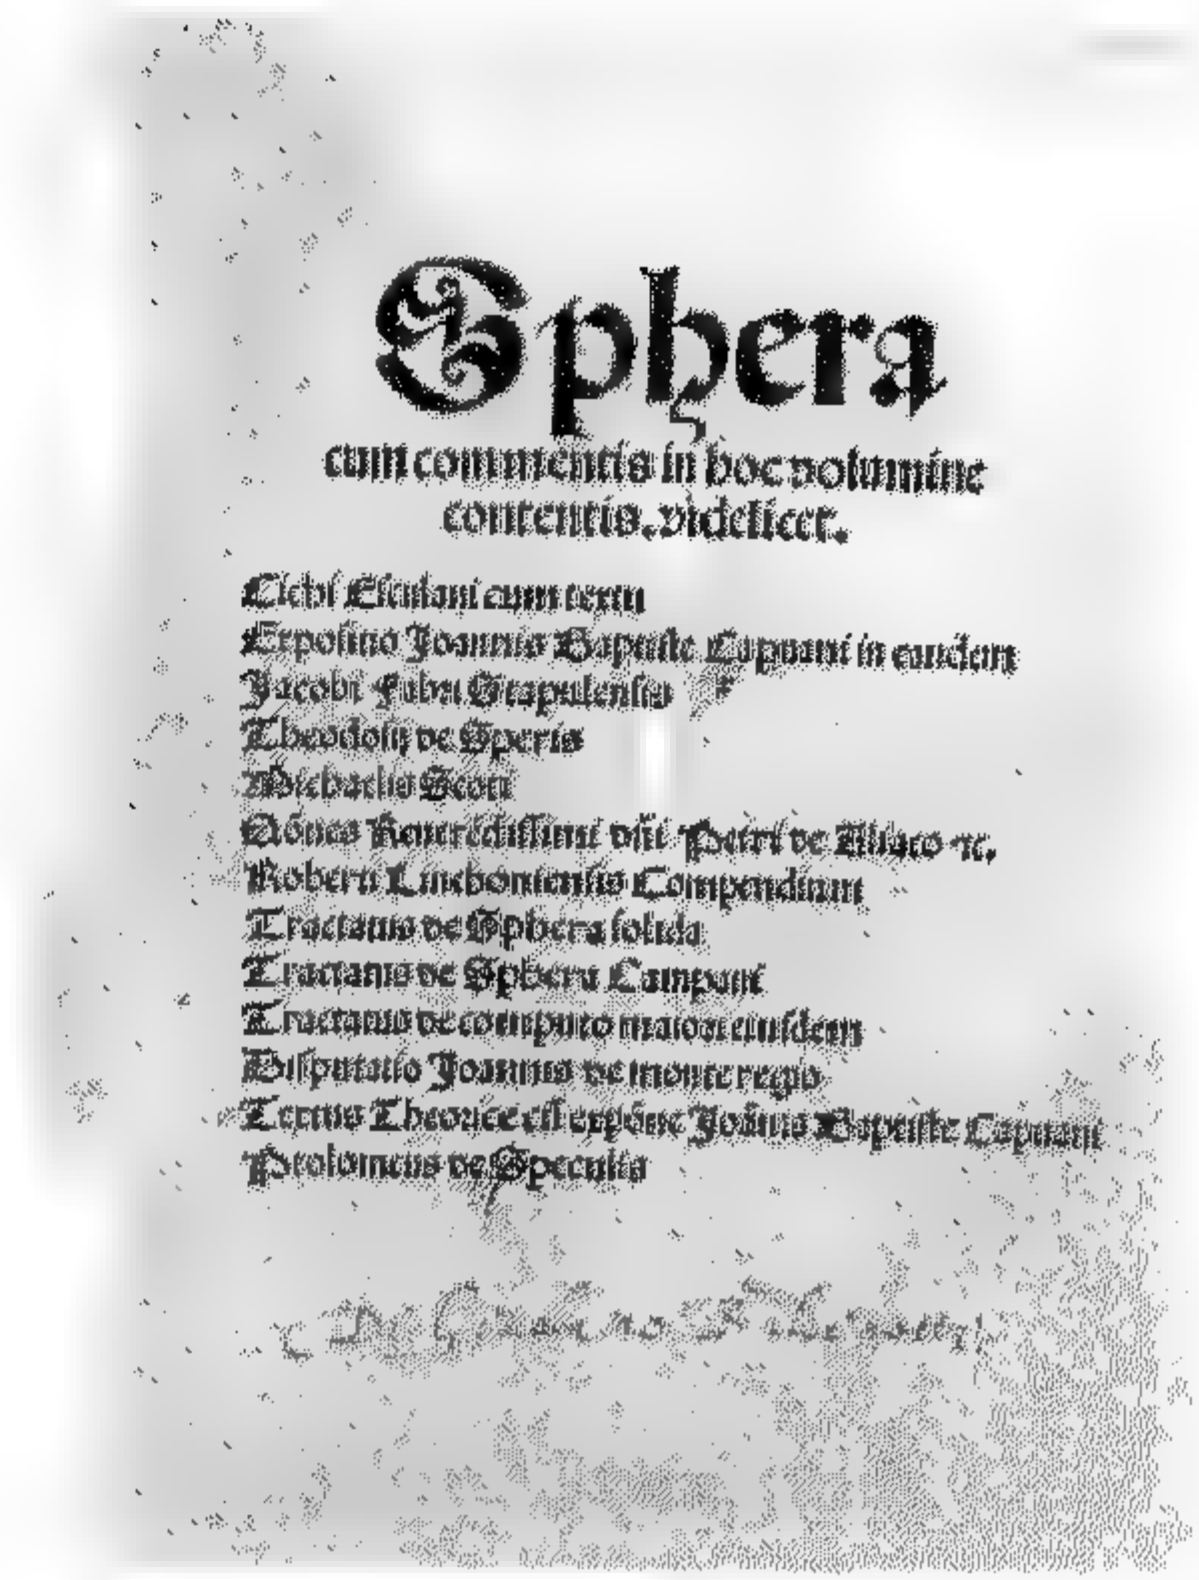 Sphera
cum commentis in hoc volumine
contentis. videlicet.
Cichi Esculani cum textu
Expositio Joannis Baptiste Capuani in eandem
Jacobi Fabri Stapulensis
Theodosij de Speris
Michaelis Scoti
Qõnes Reuerẽdissimi dñi Petri de Aliaco ⁊c.
Roberti Linchoniensis Compendium
Tractatus de Sphera solida
Tractatus de Sphera Campani
Tractatus de computo maiori eiusdem
Disputatio Joannis de monte regio
Textus Theorice cũ expõne Joãnis Baptiste Capuani
Ptolomeus de Speculis